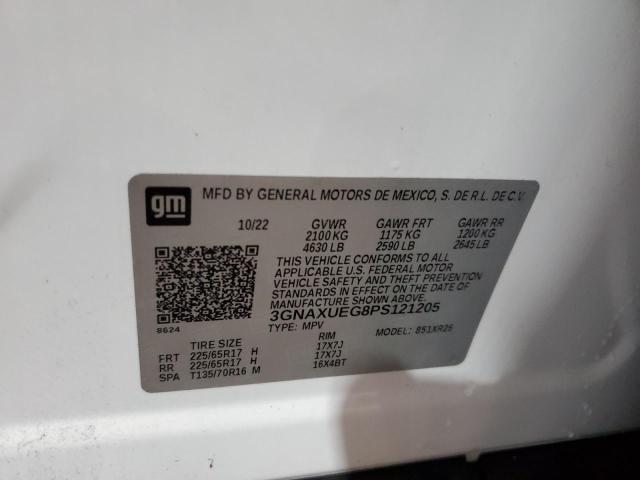 gm
MFD BY GENERAL MOTORS DE MEXICO, S. DE R.L. DE C.V.
10/22 GVWR GAWR FRT GAWR RR
2100 KG 1175 KG 1200 KG
4630 LB 2590 LB 2645 LB
THIS VEHICLE CONFORMS TO ALL
APPLICABLE U.S. FEDERAL MOTOR
VEHICLE SAFETY AND THEFT PREVENTION
STANDARDS IN EFFECT ON THE DATE OF
MANUFACTURE SHOWN ABOVE.
3GNAXUEG8PS121205
8624
TYPE: MPV MODEL: 851XR26
TIRE SIZE RIM
FRT 225/65R17 H 17X7J
RR 225/65R17 H 17X7J
SPA T135/70R16 M 16X4BT